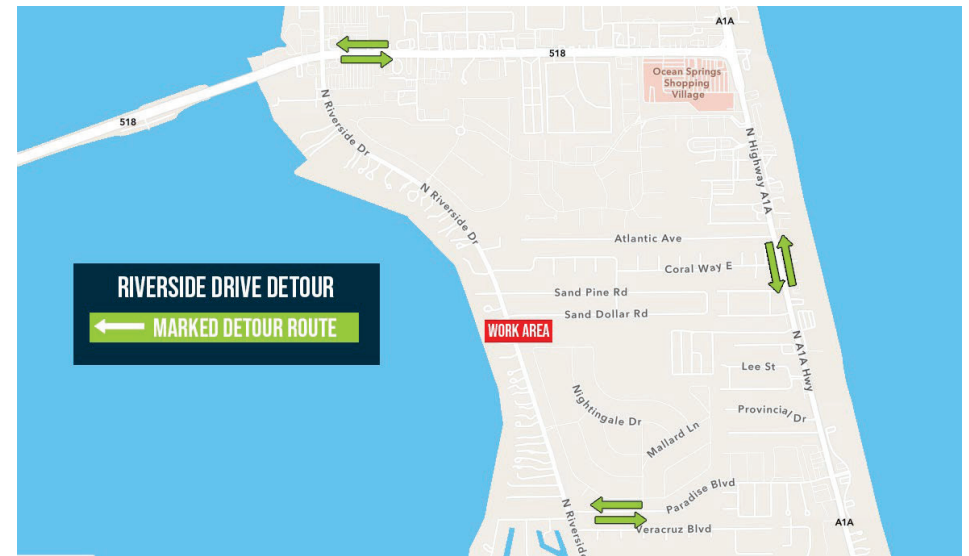 A1A
518
Ocean Springs
Shopping
Village
518
N Riverside Dr
N Highway A1A
N Riverside Dr
Atlantic Ave
Coral Way E
RIVERSIDE DRIVE DETOUR
MARKED DETOUR ROUTE
Sand Pine Rd
Sand Dollar Rd
WORK AREA
N A1A Hwy
Lee St
Nightingale Dr
Provincial Dr
Mallard Ln
Paradise Blvd
N Riverside
Veracruz Blvd
A1A